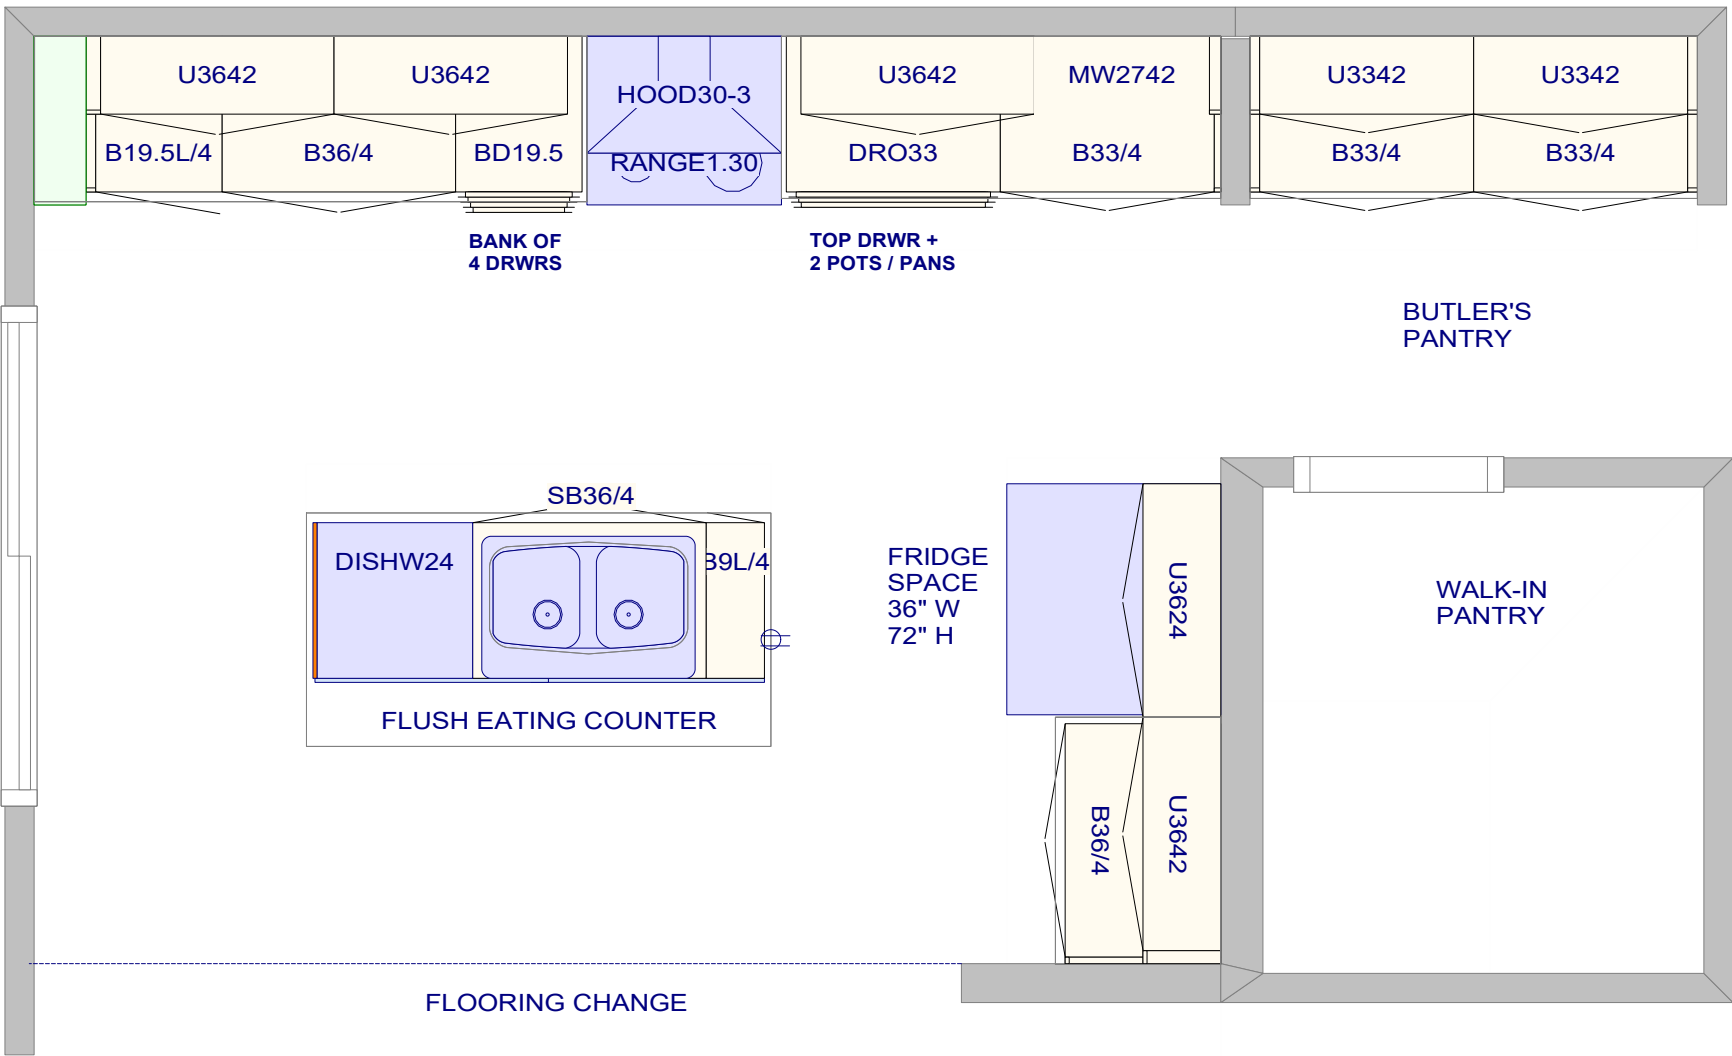 U3642
U3642
HOOD30-3
U3642
MW2742
U3342
U3342
B19.5L/4
B36/4
BD19.5
RANGE1.30
DRO33
B33/4
B33/4
B33/4
BANK OF
4 DRWRS
TOP DRWR +
2 POTS / PANS
BUTLER'S
PANTRY
SB36/4
DISHW24
B9L/4
FRIDGE
SPACE
36" W
72" H
U3624
WALK-IN
PANTRY
FLUSH EATING COUNTER
B36/4
U3642
FLOORING CHANGE